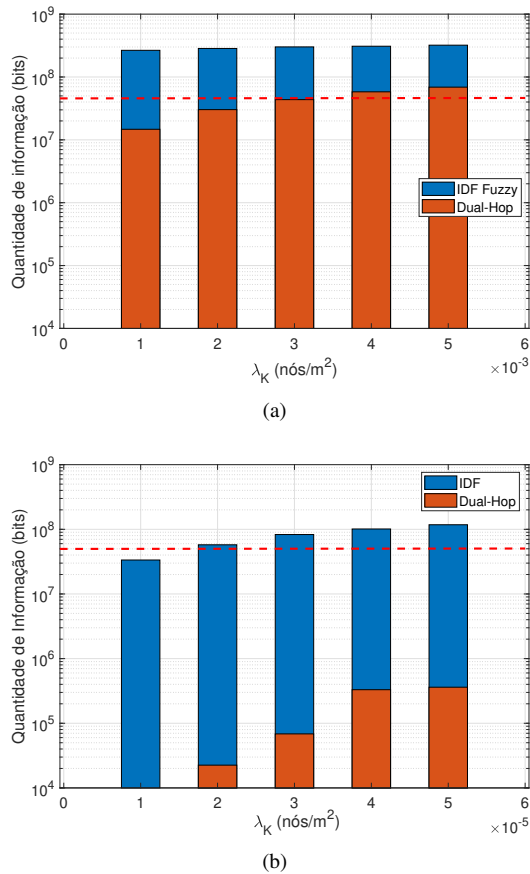 10^9
10^8
10^7
10^6
10^5
10^4
Quantidade de informação (bits)
IDF Fuzzy
Dual-Hop
0 1 2 3 4 5 6
λ_K (nós/m²)
×10^-3
(a)
10^9
10^8
10^7
10^6
10^5
10^4
Quantidade de Informação (bits)
IDF
Dual-Hop
0 1 2 3 4 5 6
λ_K (nós/m²)
×10^-5
(b)